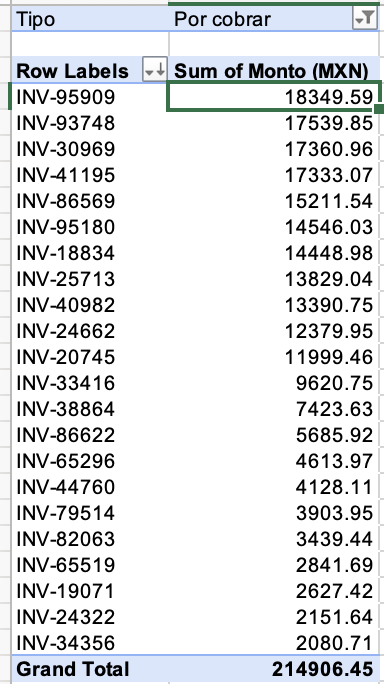 Tipo Por cobrar
Row Labels Sum of Monto (MXN)
INV-95909 18349.59
INV-93748 17539.85
INV-30969 17360.96
INV-41195 17333.07
INV-86569 15211.54
INV-95180 14546.03
INV-18834 14448.98
INV-25713 13829.04
INV-40982 13390.75
INV-24662 12379.95
INV-20745 11999.46
INV-33416 9620.75
INV-38864 7423.63
INV-86622 5685.92
INV-65296 4613.97
INV-44760 4128.11
INV-79514 3903.95
INV-82063 3439.44
INV-65519 2841.69
INV-19071 2627.42
INV-24322 2151.64
INV-34356 2080.71
Grand Total 214906.45